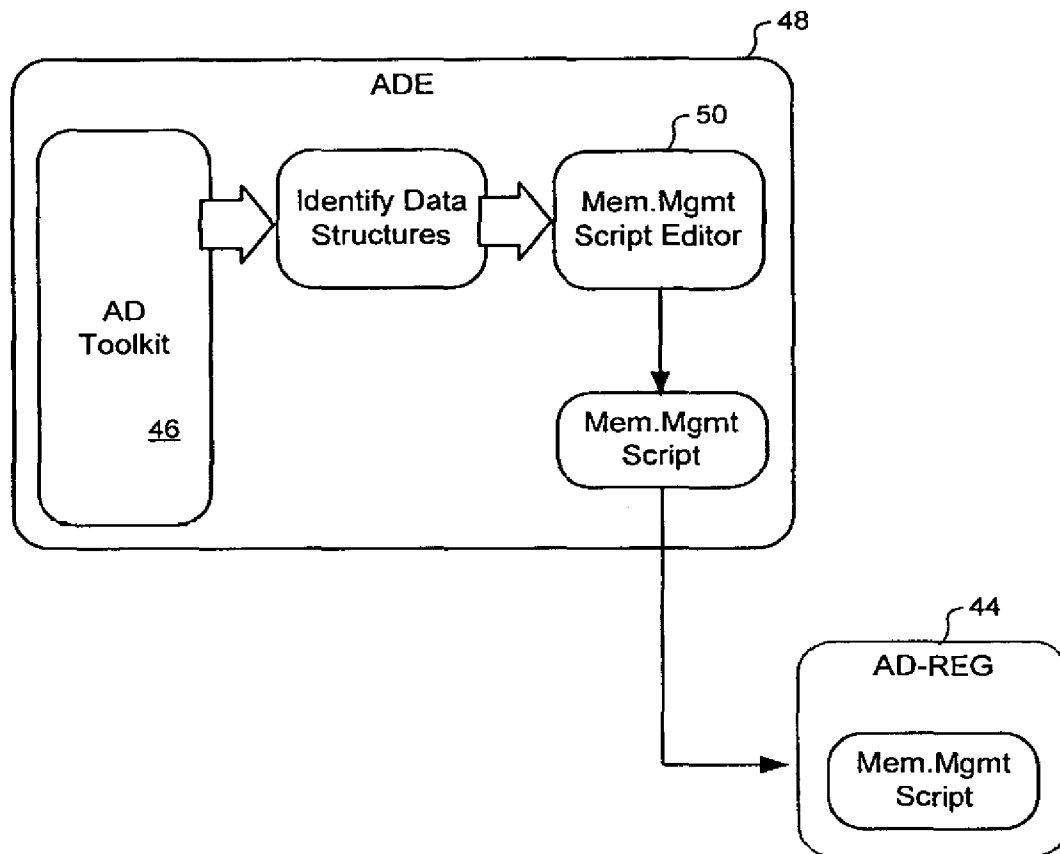 48
ADE
50
Identify Data
Structures
Mem.Mgmt
Script Editor
AD
Toolkit
46
Mem.Mgmt
Script
44
AD-REG
Mem.Mgmt
Script